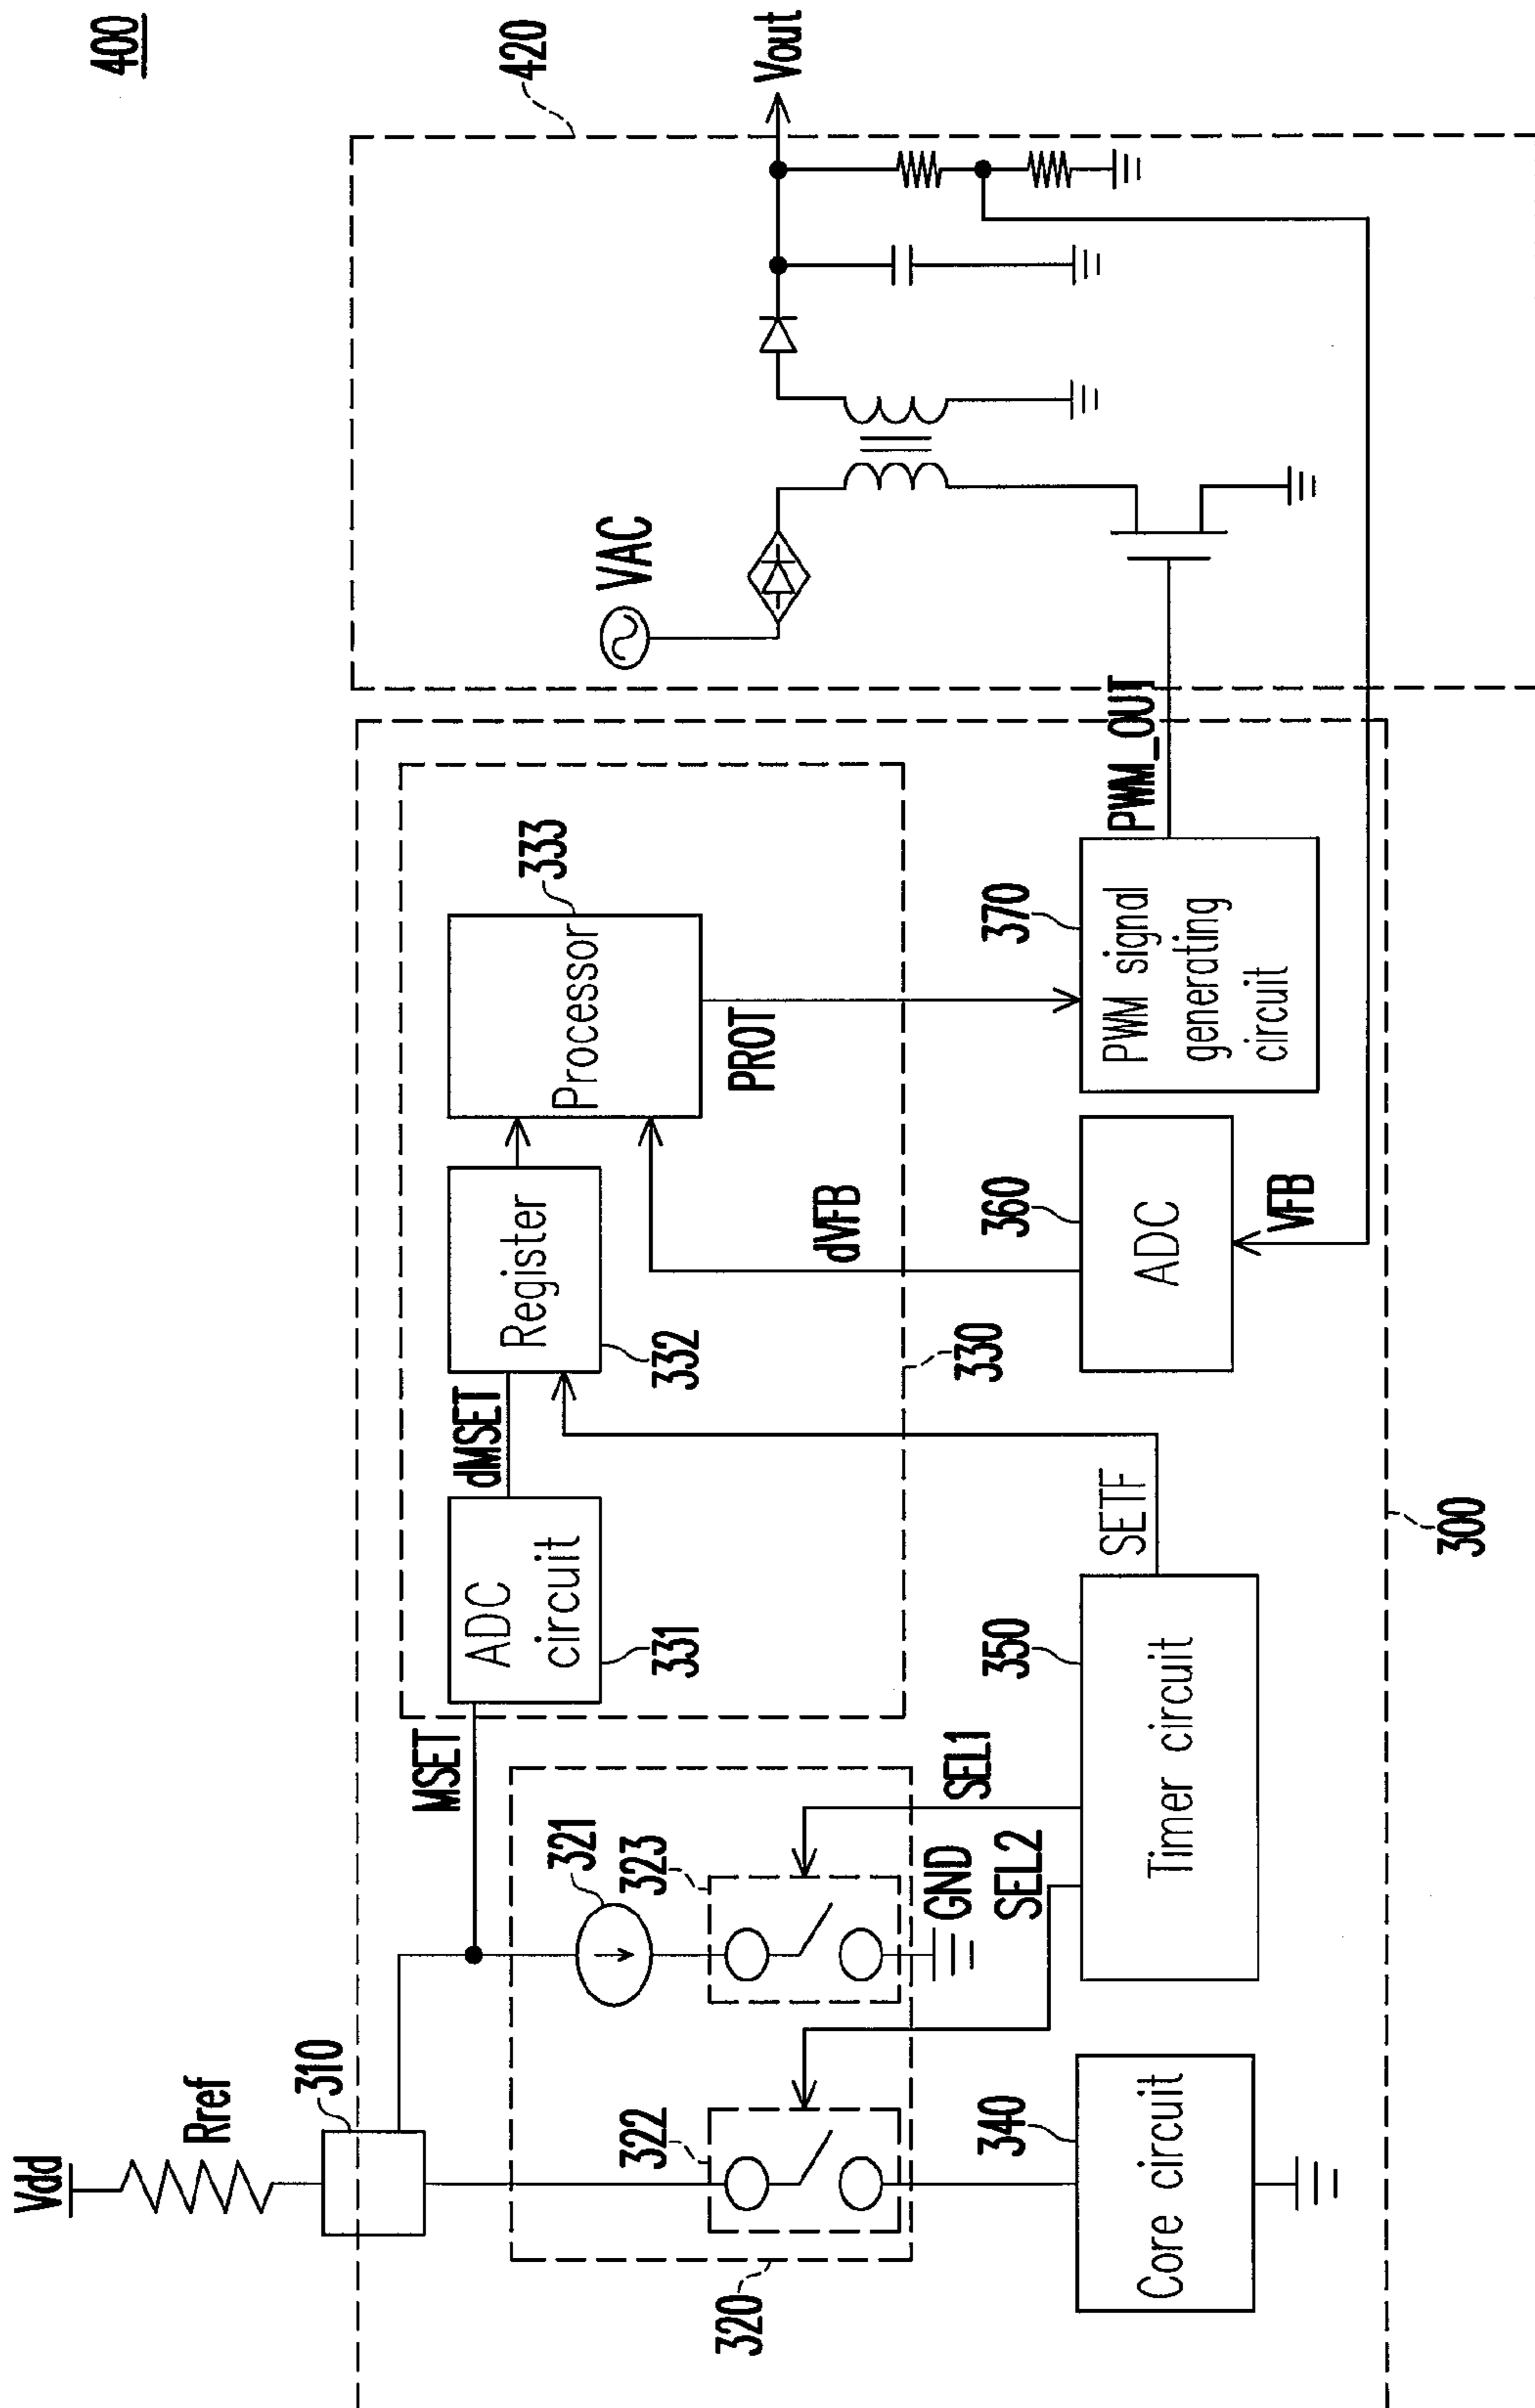 400
Vdd
Rref
310
MSET
ADC
circuit
331
dMSET
Register
332
Processor
333
VAC
420
Vout
321
322
323
320
GND
SEL1
SEL2
330
dVFB
PROT
340
Core circuit
350
Timer circuit
SETF
360
ADC
VFB
370
PWM signal
generating
circuit
PWM_OUT
300